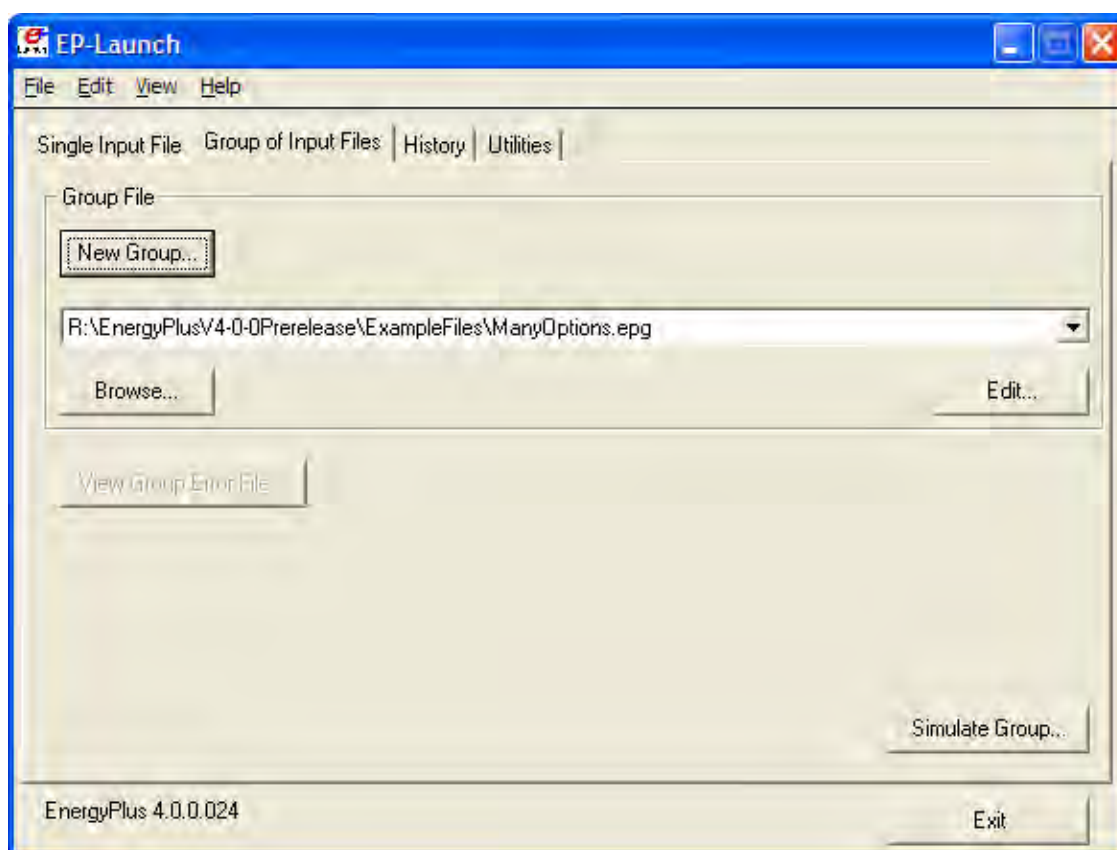 EP-Launch
File Edit View Help
Single Input File Group of Input Files History Utilities
Group File
New Group...
R:\EnergyPlusV4-0-0Prerelease\ExampleFiles\ManyOptions.epg
Browse... Edit...
View Group Error File
Simulate Group...
EnergyPlus 4.0.0.024 Exit